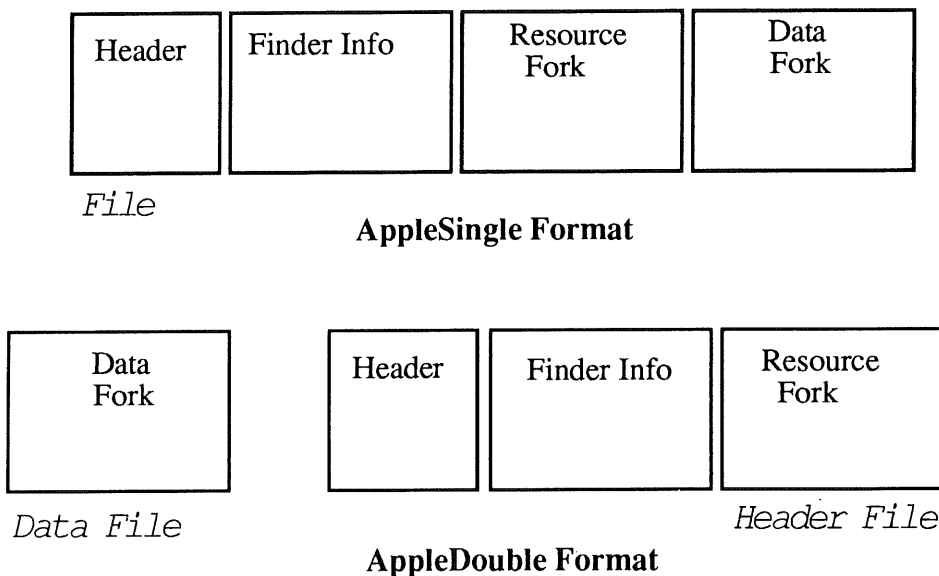 Header
Finder Info
Resource
Fork
Data
Fork
File
AppleSingle Format
Data
Fork
Header
Finder Info
Resource
Fork
Data File
Header File
AppleDouble Format